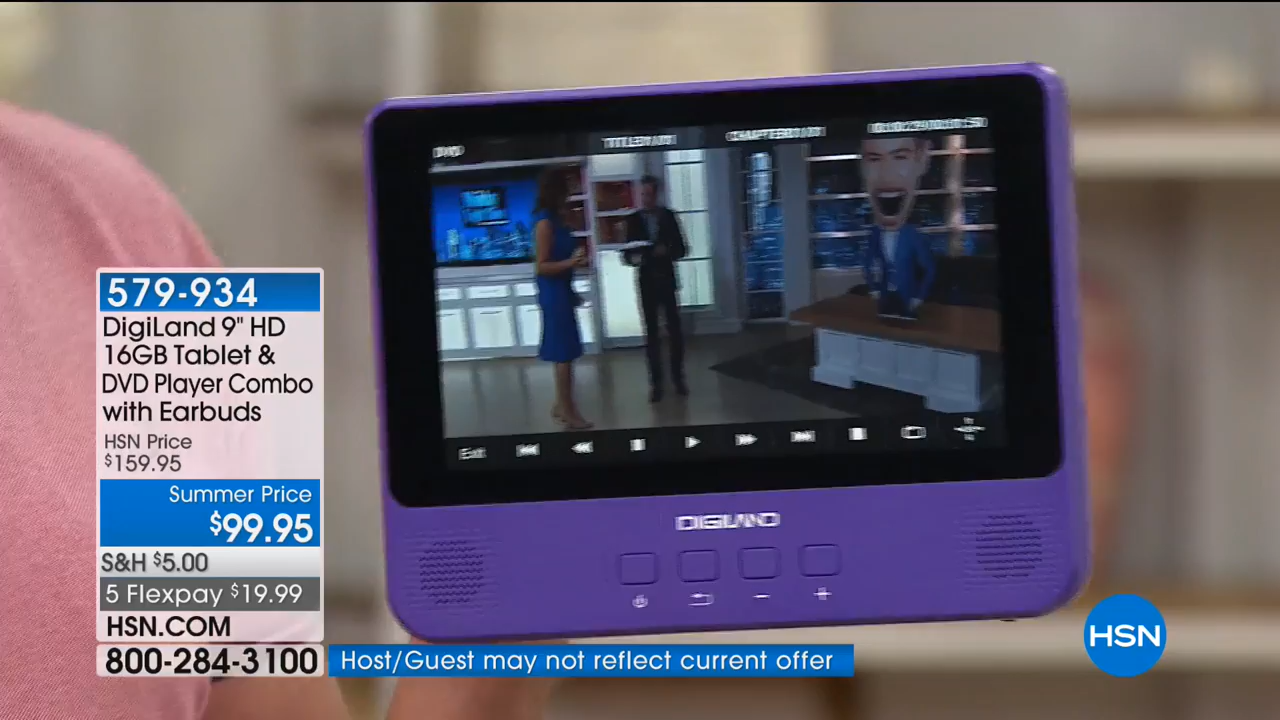 579-934
DigiLand 9" HD
16GB Tablet &
DVD Player Combo
with Earbuds
HSN Price
$159.95
Summer Price
$99.95
S&H $5.00
5 Flexpay $19.99
HSN.COM
800-284-3100
Host/Guest may not reflect current offer
HSN
DVD
Exit
DIGILAND